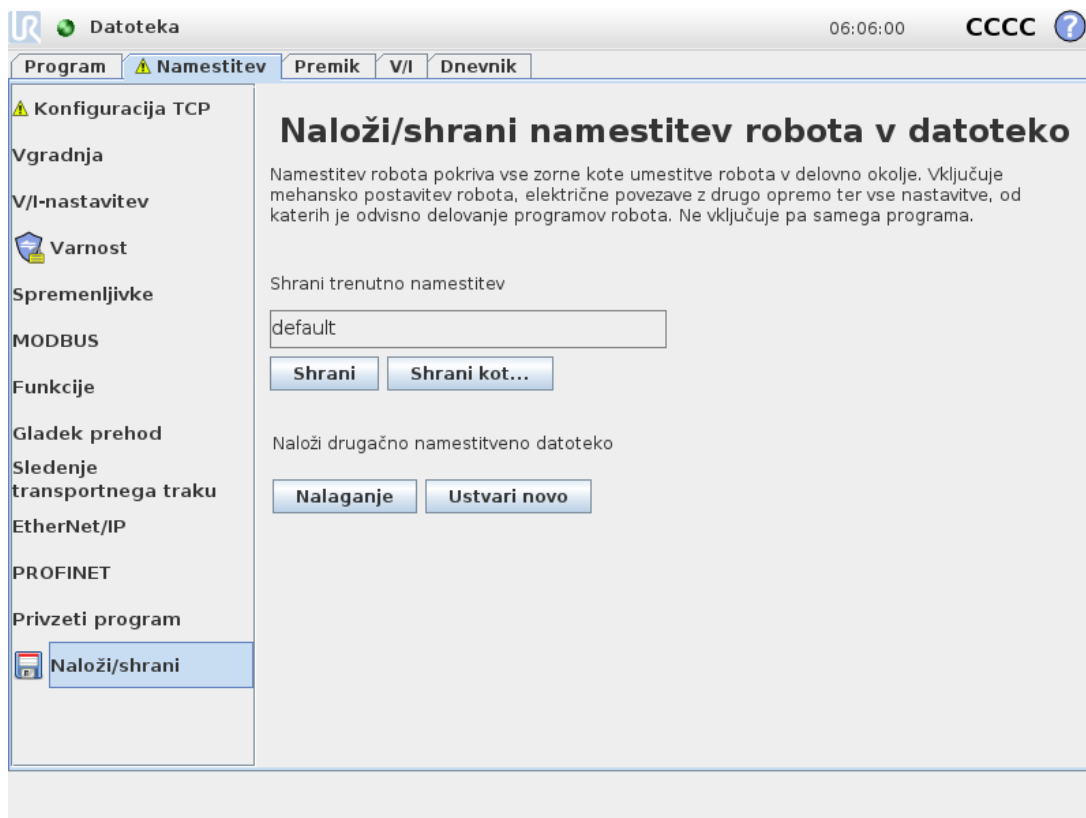 UR Datoteka 06:06:00 CCCC ?
Program Namestitev Premik V/I Dnevnik
Konfiguracija TCP
Vgradnja
V/I-nastavitev
Varnost
Spremenljivke
MODBUS
Funkcije
Gladek prehod
Sledenje
transportnega traku
EtherNet/IP
PROFINET
Privzeti program
Naloži/shrani
Naloži/shrani namestitev robota v datoteko
Namestitev robota pokriva vse zorne kote umestitve robota v delovno okolje. Vključuje
mehansko postavitev robota, električne povezave z drugo opremo ter vse nastavitve, od
katerih je odvisno delovanje programov robota. Ne vključuje pa samega programa.
Shrani trenutno namestitev
default
Shrani Shrani kot...
Naloži drugačno namestitveno datoteko
Nalaganje Ustvari novo